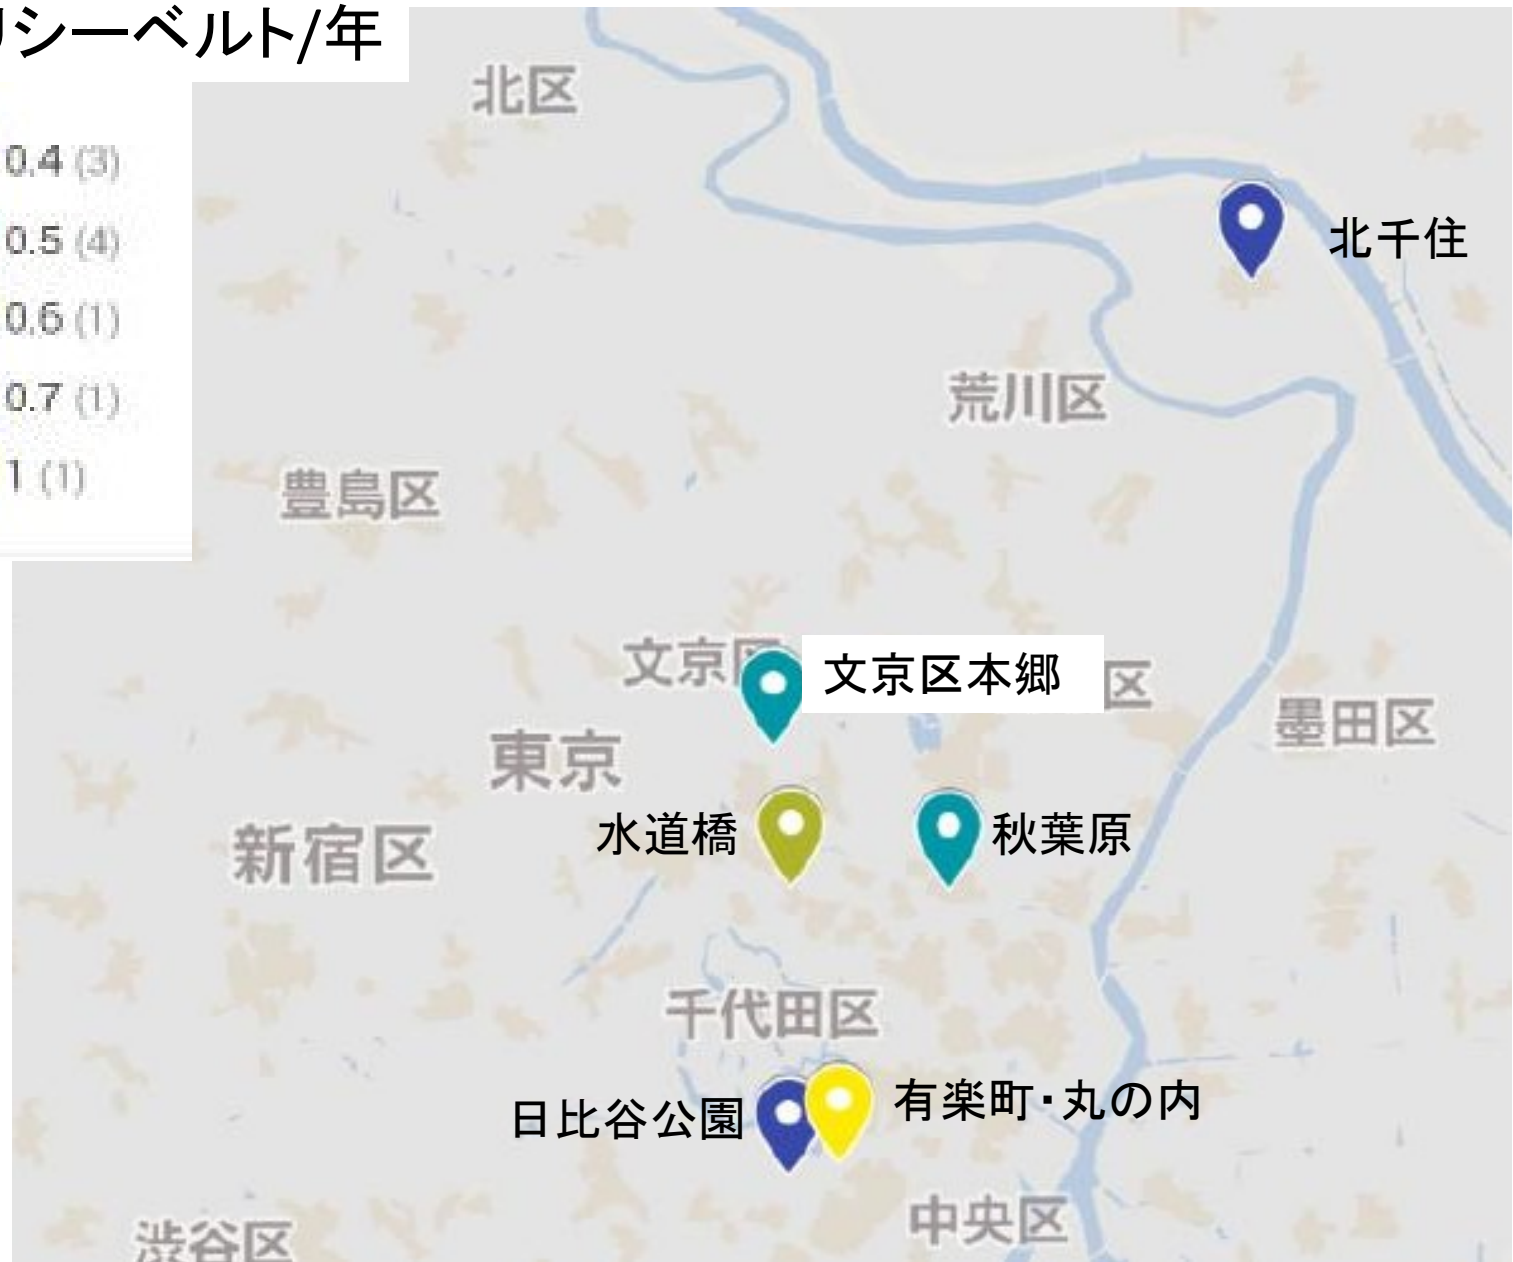 リシーベルト/年
0.4 (3)
0.5 (4)
0.6 (1)
0.7 (1)
1 (1)
北区
北千住
荒川区
豊島区
文京区
文京区本郷
区
墨田区
東京
水道橋
秋葉原
新宿区
千代田区
日比谷公園
有楽町・丸の内
中央区
渋谷区